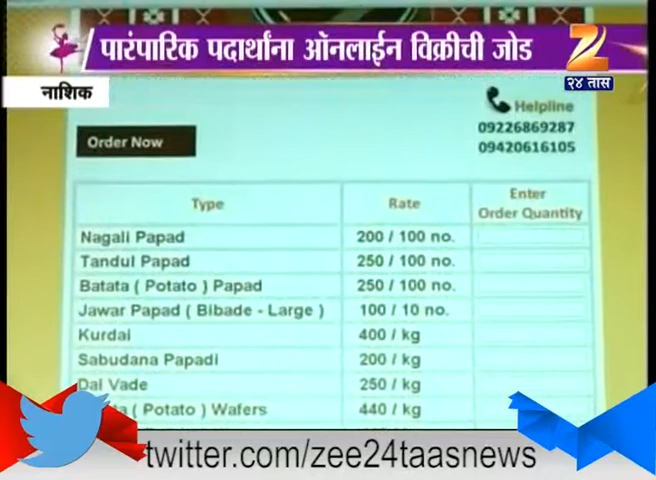 पारंपारिक पदार्थांना ऑनलाईन विक्रीची जोड
Z
२४ तास
नाशिक
Helpline
09226869287
09420616105
Order Now
Type Rate Enter Order Quantity
Nagali Papad 200 / 100 no.
Tandul Papad 250 / 100 no.
Batata ( Potato ) Papad 250 / 100 no.
Jawar Papad ( Bibade - Large ) 100 / 10 no.
Kurdai 400 / kg
Sabudana Papadi 200 / kg
Dal Vade 250 / kg
( Potato ) Wafers 440 / kg
twitter.com/zee24taasnews